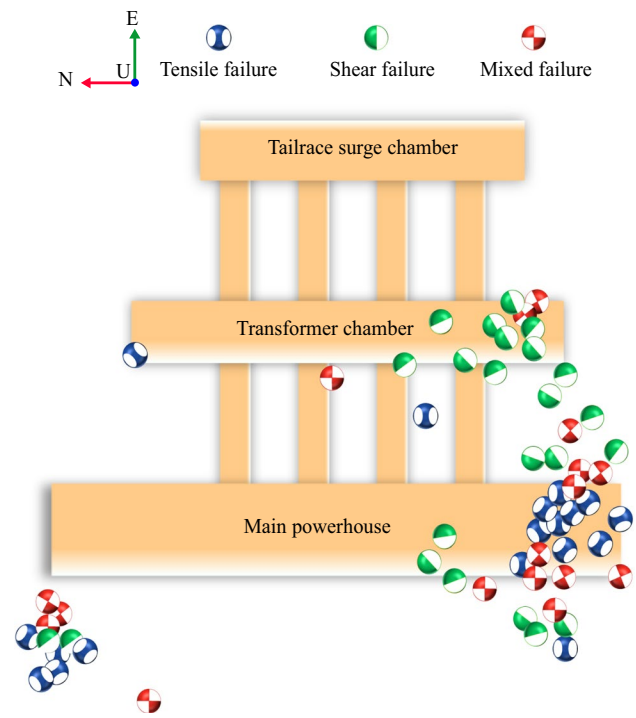 E
N
U
Tensile failure
Shear failure
Mixed failure
Tailrace surge chamber
Transformer chamber
Main powerhouse